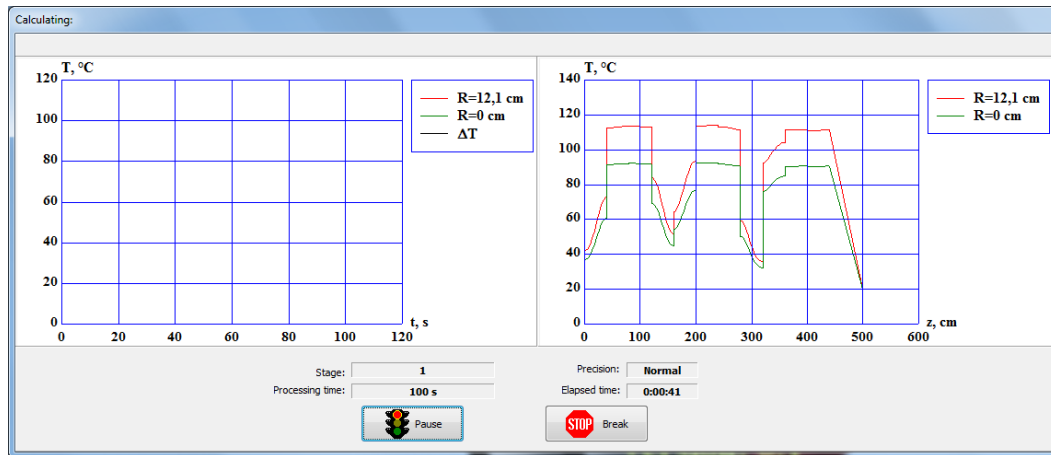 Calculating:
T, °C
120
100
80
60
40
20
0
0
20
40
60
80
100
120
t, s
R=12,1 cm
R=0 cm
ΔT
T, °C
140
120
100
80
60
40
20
0
0
100
200
300
400
500
600
z, cm
R=12,1 cm
R=0 cm
Stage: 1
Processing time: 100 s
Precision: Normal
Elapsed time: 0:00:41
Pause
STOP Break